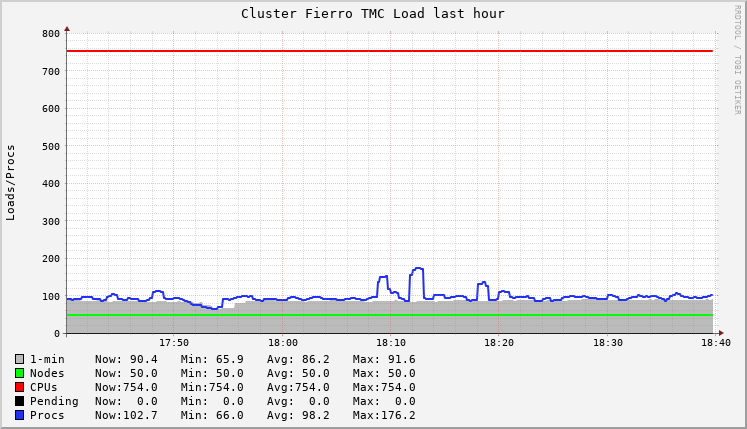 Cluster Fierro TMC Load last hour
RRDTOOL / TOBI OETIKER
Loads/Procs
800
700
600
500
400
300
200
100
0
17:50 18:00 18:10 18:20 18:30 18:40
1-min Now: 90.4 Min: 65.9 Avg: 86.2 Max: 91.6
Nodes Now: 50.0 Min: 50.0 Avg: 50.0 Max: 50.0
CPUs Now:754.0 Min:754.0 Avg:754.0 Max:754.0
Pending Now: 0.0 Min: 0.0 Avg: 0.0 Max: 0.0
Procs Now:102.7 Min: 66.0 Avg: 98.2 Max:176.2